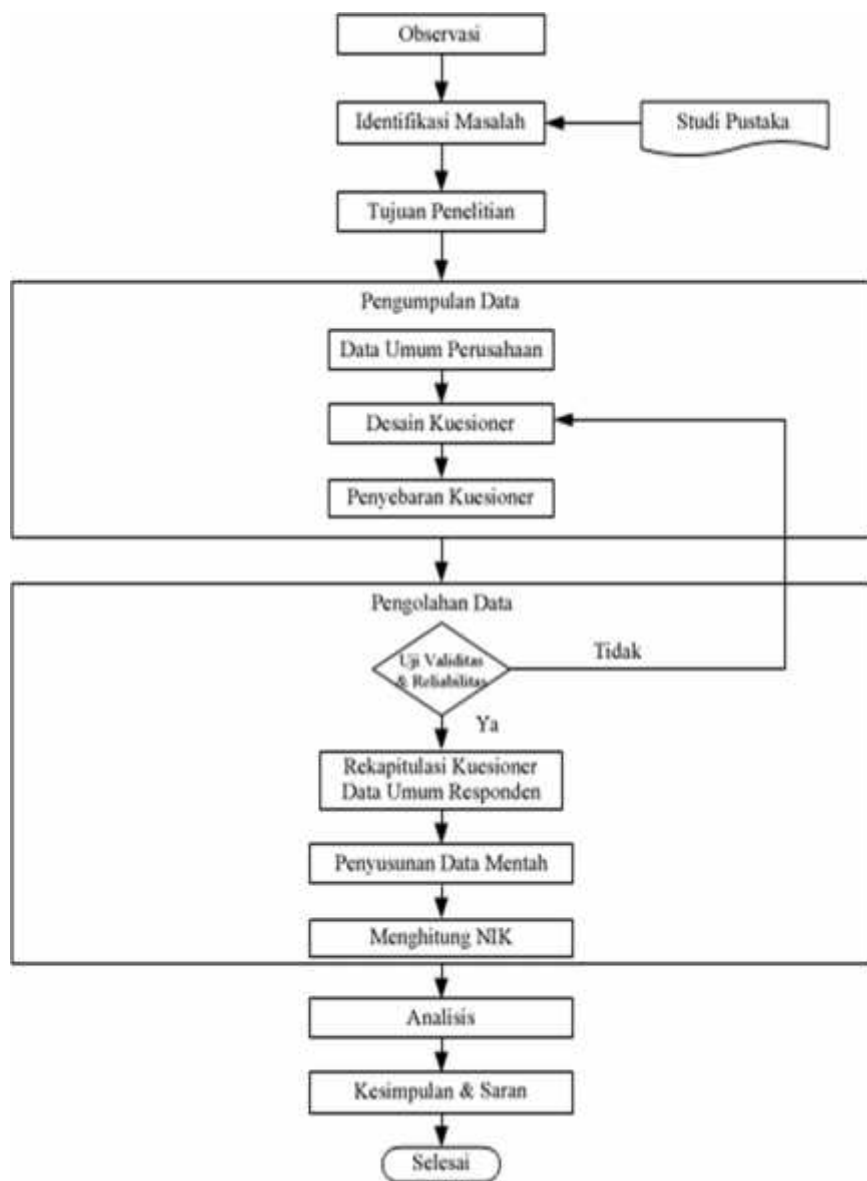 Observasi
Identifikasi Masalah
Studi Pustaka
Tujuan Penelitian
Pengumpulan Data
Data Umum Perusahaan
Desain Kuesioner
Penyebaran Kuesioner
Pengolahan Data
Uji Validitas
& Reliabilitas
Tidak
Ya
Rekapitulasi Kuesioner
Data Umum Responden
Penyusunan Data Mentah
Menghitung NIK
Analisis
Kesimpulan & Saran
Selesai